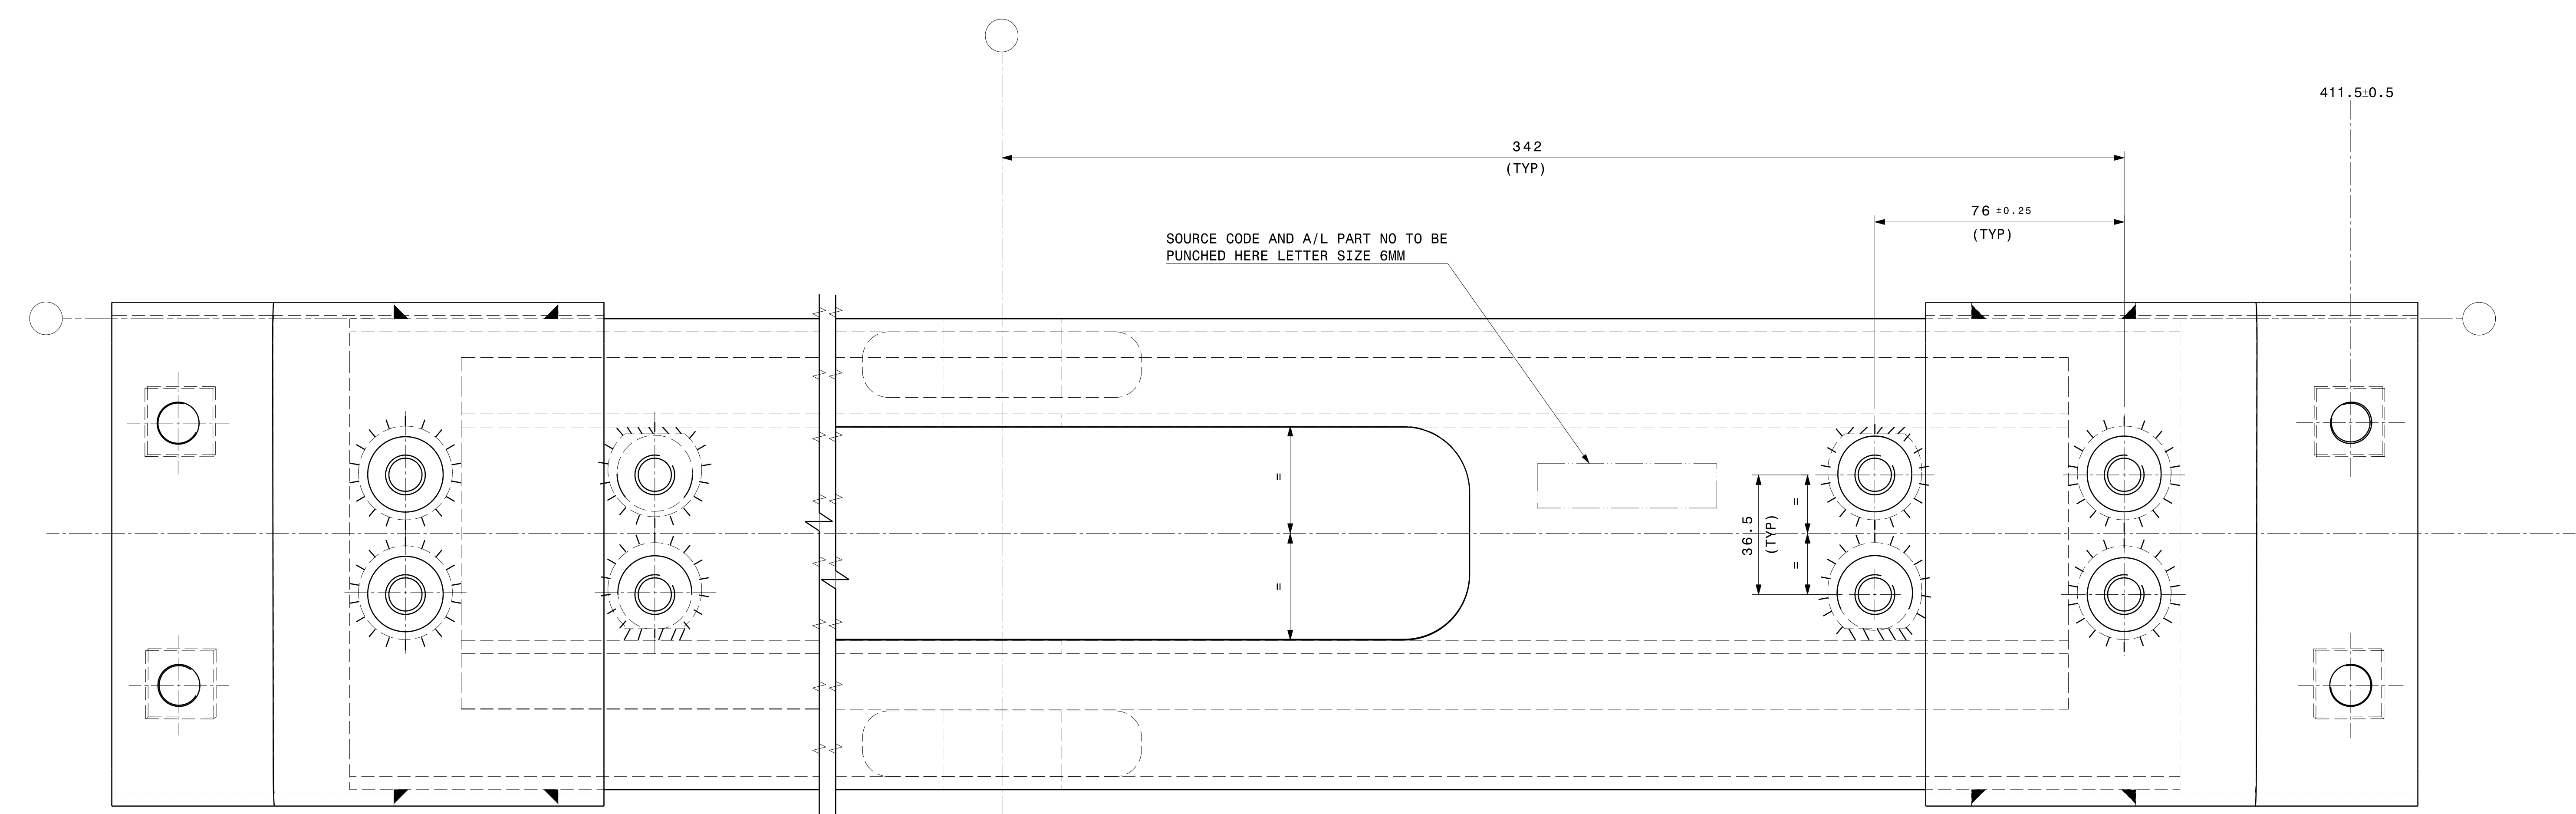 411.5±0.5
342
(TYP)
76 ±0.25
(TYP)
SOURCE CODE AND A/L PART NO TO BE
PUNCHED HERE LETTER SIZE 6MM
=
=
36.5
(TYP)
=
=